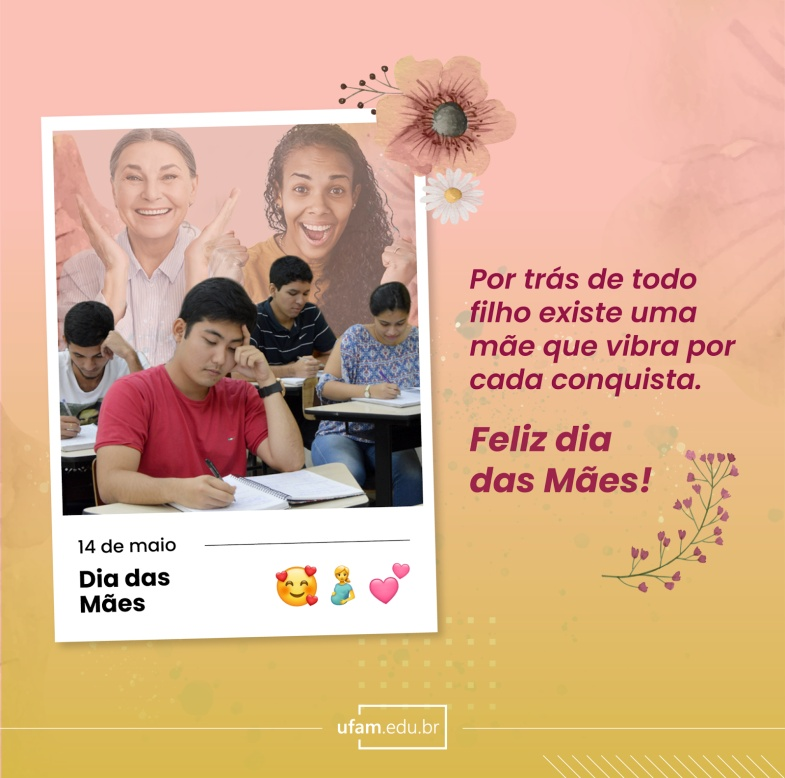 Por trás de todo
filho existe uma
mãe que vibra por
cada conquista.
Feliz dia
das Mães!
14 de maio
Dia das
Mães
ufam.edu.br